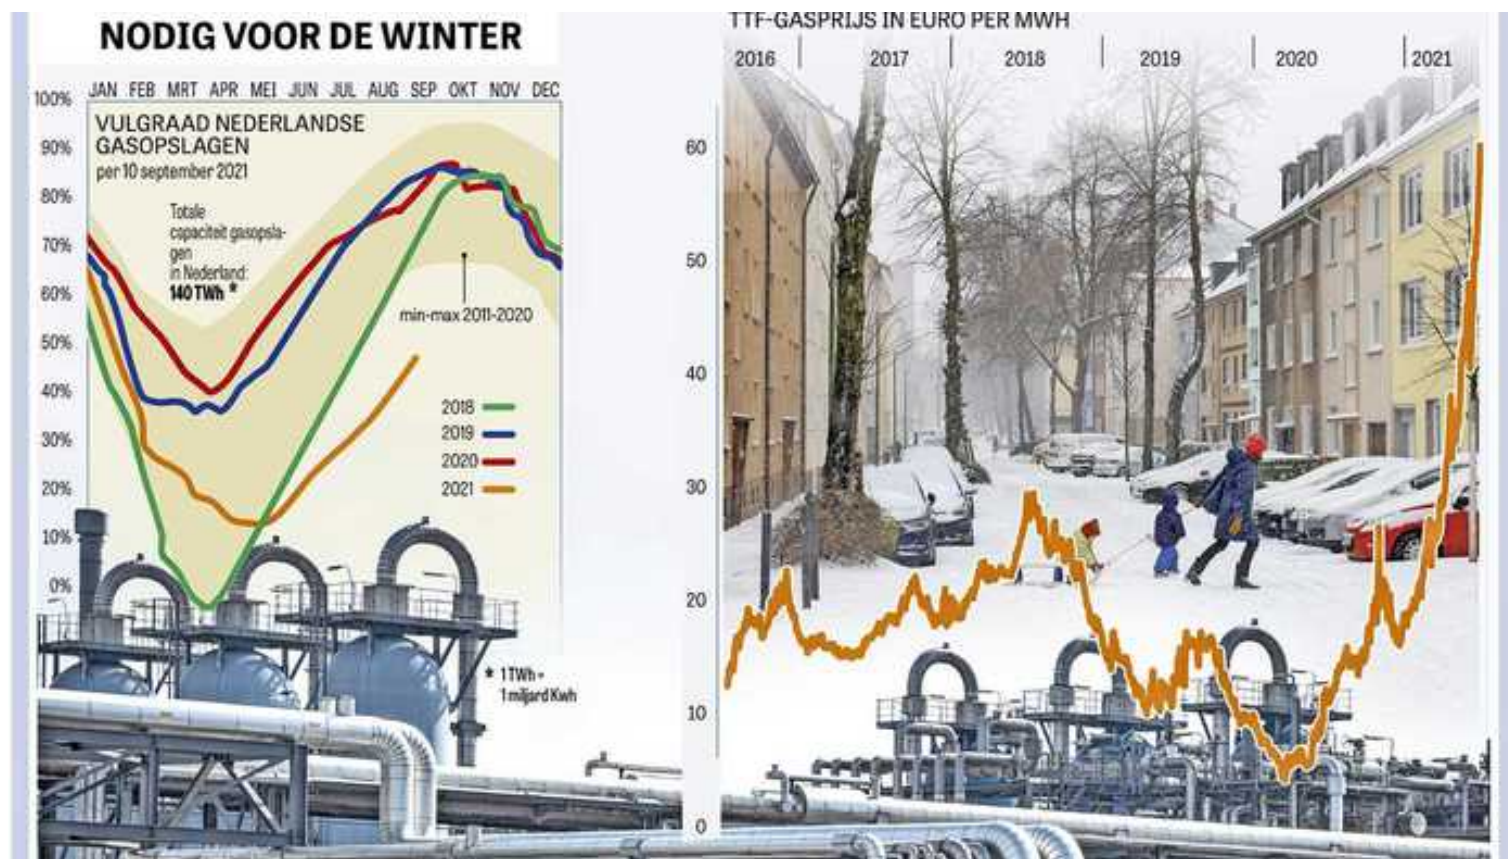 NODIG VOOR DE WINTER
JAN FEB MRT APR MEI JUN JUL AUG SEP OKT NOV DEC
100%
90%
80%
70%
60%
50%
40%
30%
20%
10%
0%
VULGRAAD NEDERLANDSE
GASOPSLAGEN
per 10 september 2021
Totale
capaciteit gasopsla-
gen
in Nederland:
140 TWh *
min-max 2011-2020
2018
2019
2020
2021
* 1 TWh =
1 miljard Kwh
TTF-GASPRIJS IN EURO PER MWH
2016 2017 2018 2019 2020 2021
60
50
40
30
20
10
0